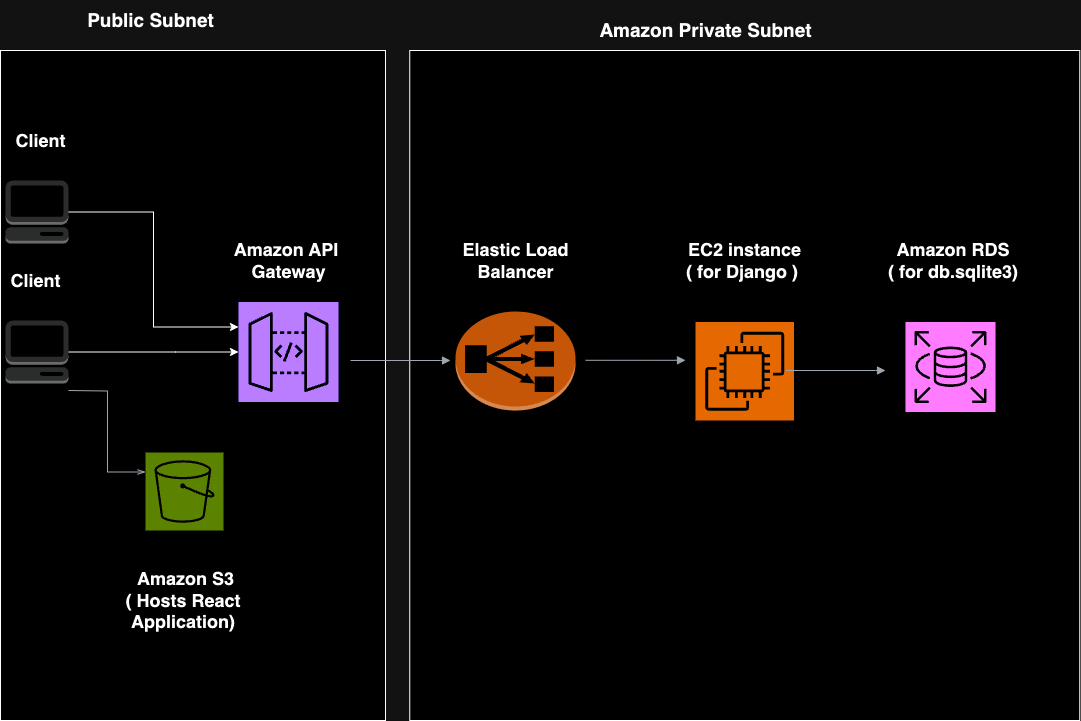 Public Subnet
Amazon Private Subnet
Client
Client
Amazon API
Gateway
</>
Amazon S3
( Hosts React
Application)
Elastic Load
Balancer
EC2 instance
( for Django )
Amazon RDS
( for db.sqlite3)